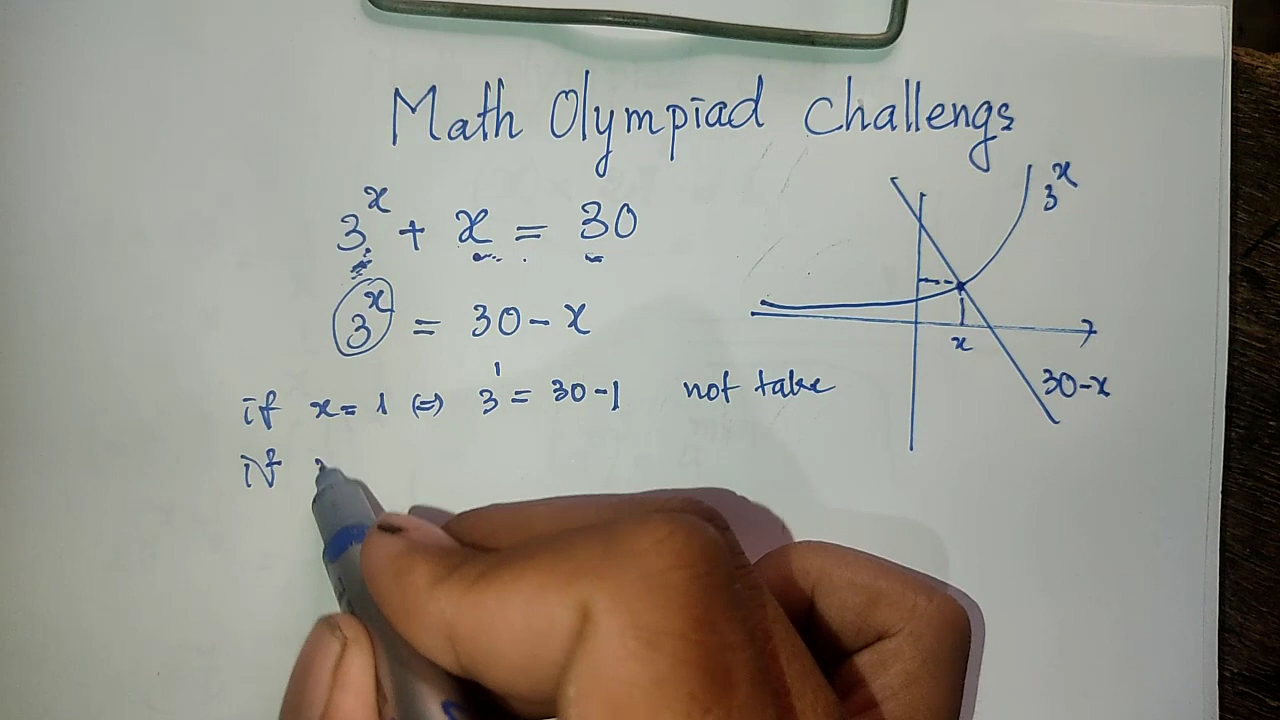 Math Olympiad Challengs
3^x + x = 30
3^x = 30 - x
if x = 1 (=) 3^1 = 30 - 1 not take
if
3^x
x
30-x